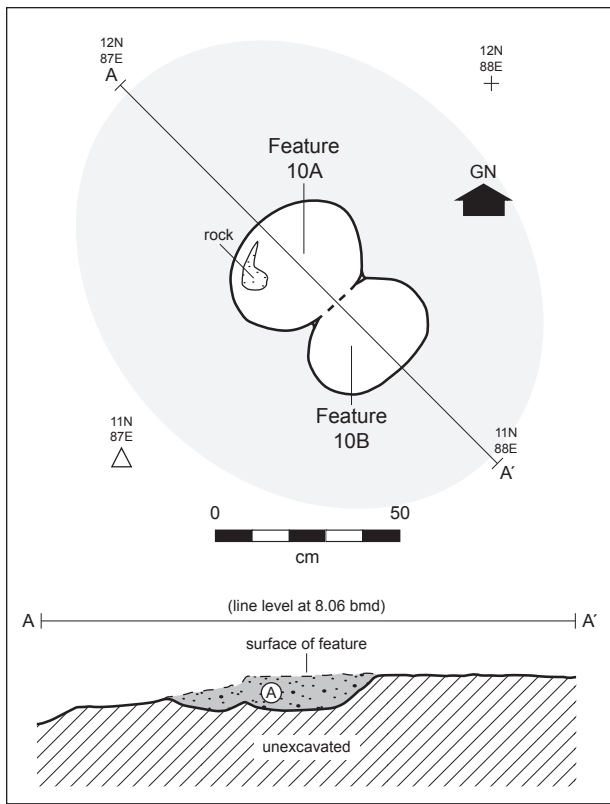 12N
87E
A
12N
88E
Feature
10A
GN
rock
11N
87E
Feature
10B
11N
88E
A´
0
50
cm
(line level at 8.06 bmd)
A
A´
surface of feature
A
unexcavated